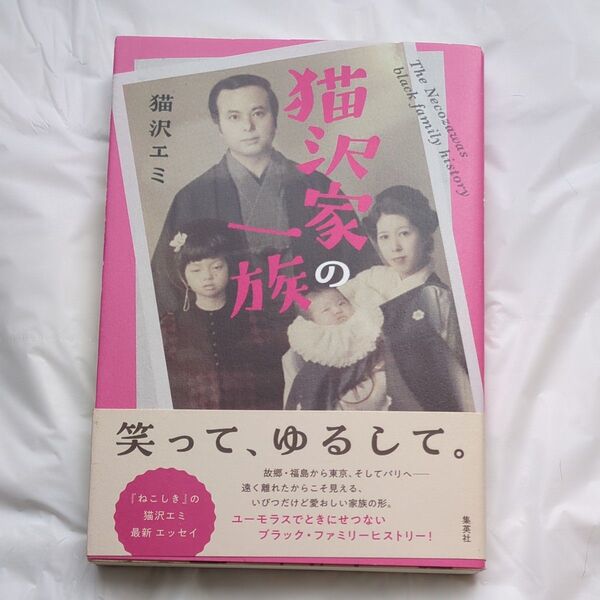 猫沢エミ
猫沢家の
一族
The Necozawas
black family history
笑って、ゆるして。
故郷・福島から東京、そしてパリへ——
遠く離れたからこそ見える、
いびつだけど愛おしい家族の形。
ユーモラスでときにせつない
ブラック・ファミリーヒストリー！
『ねこしき』の
猫沢エミ
最新 エッセイ
集英社